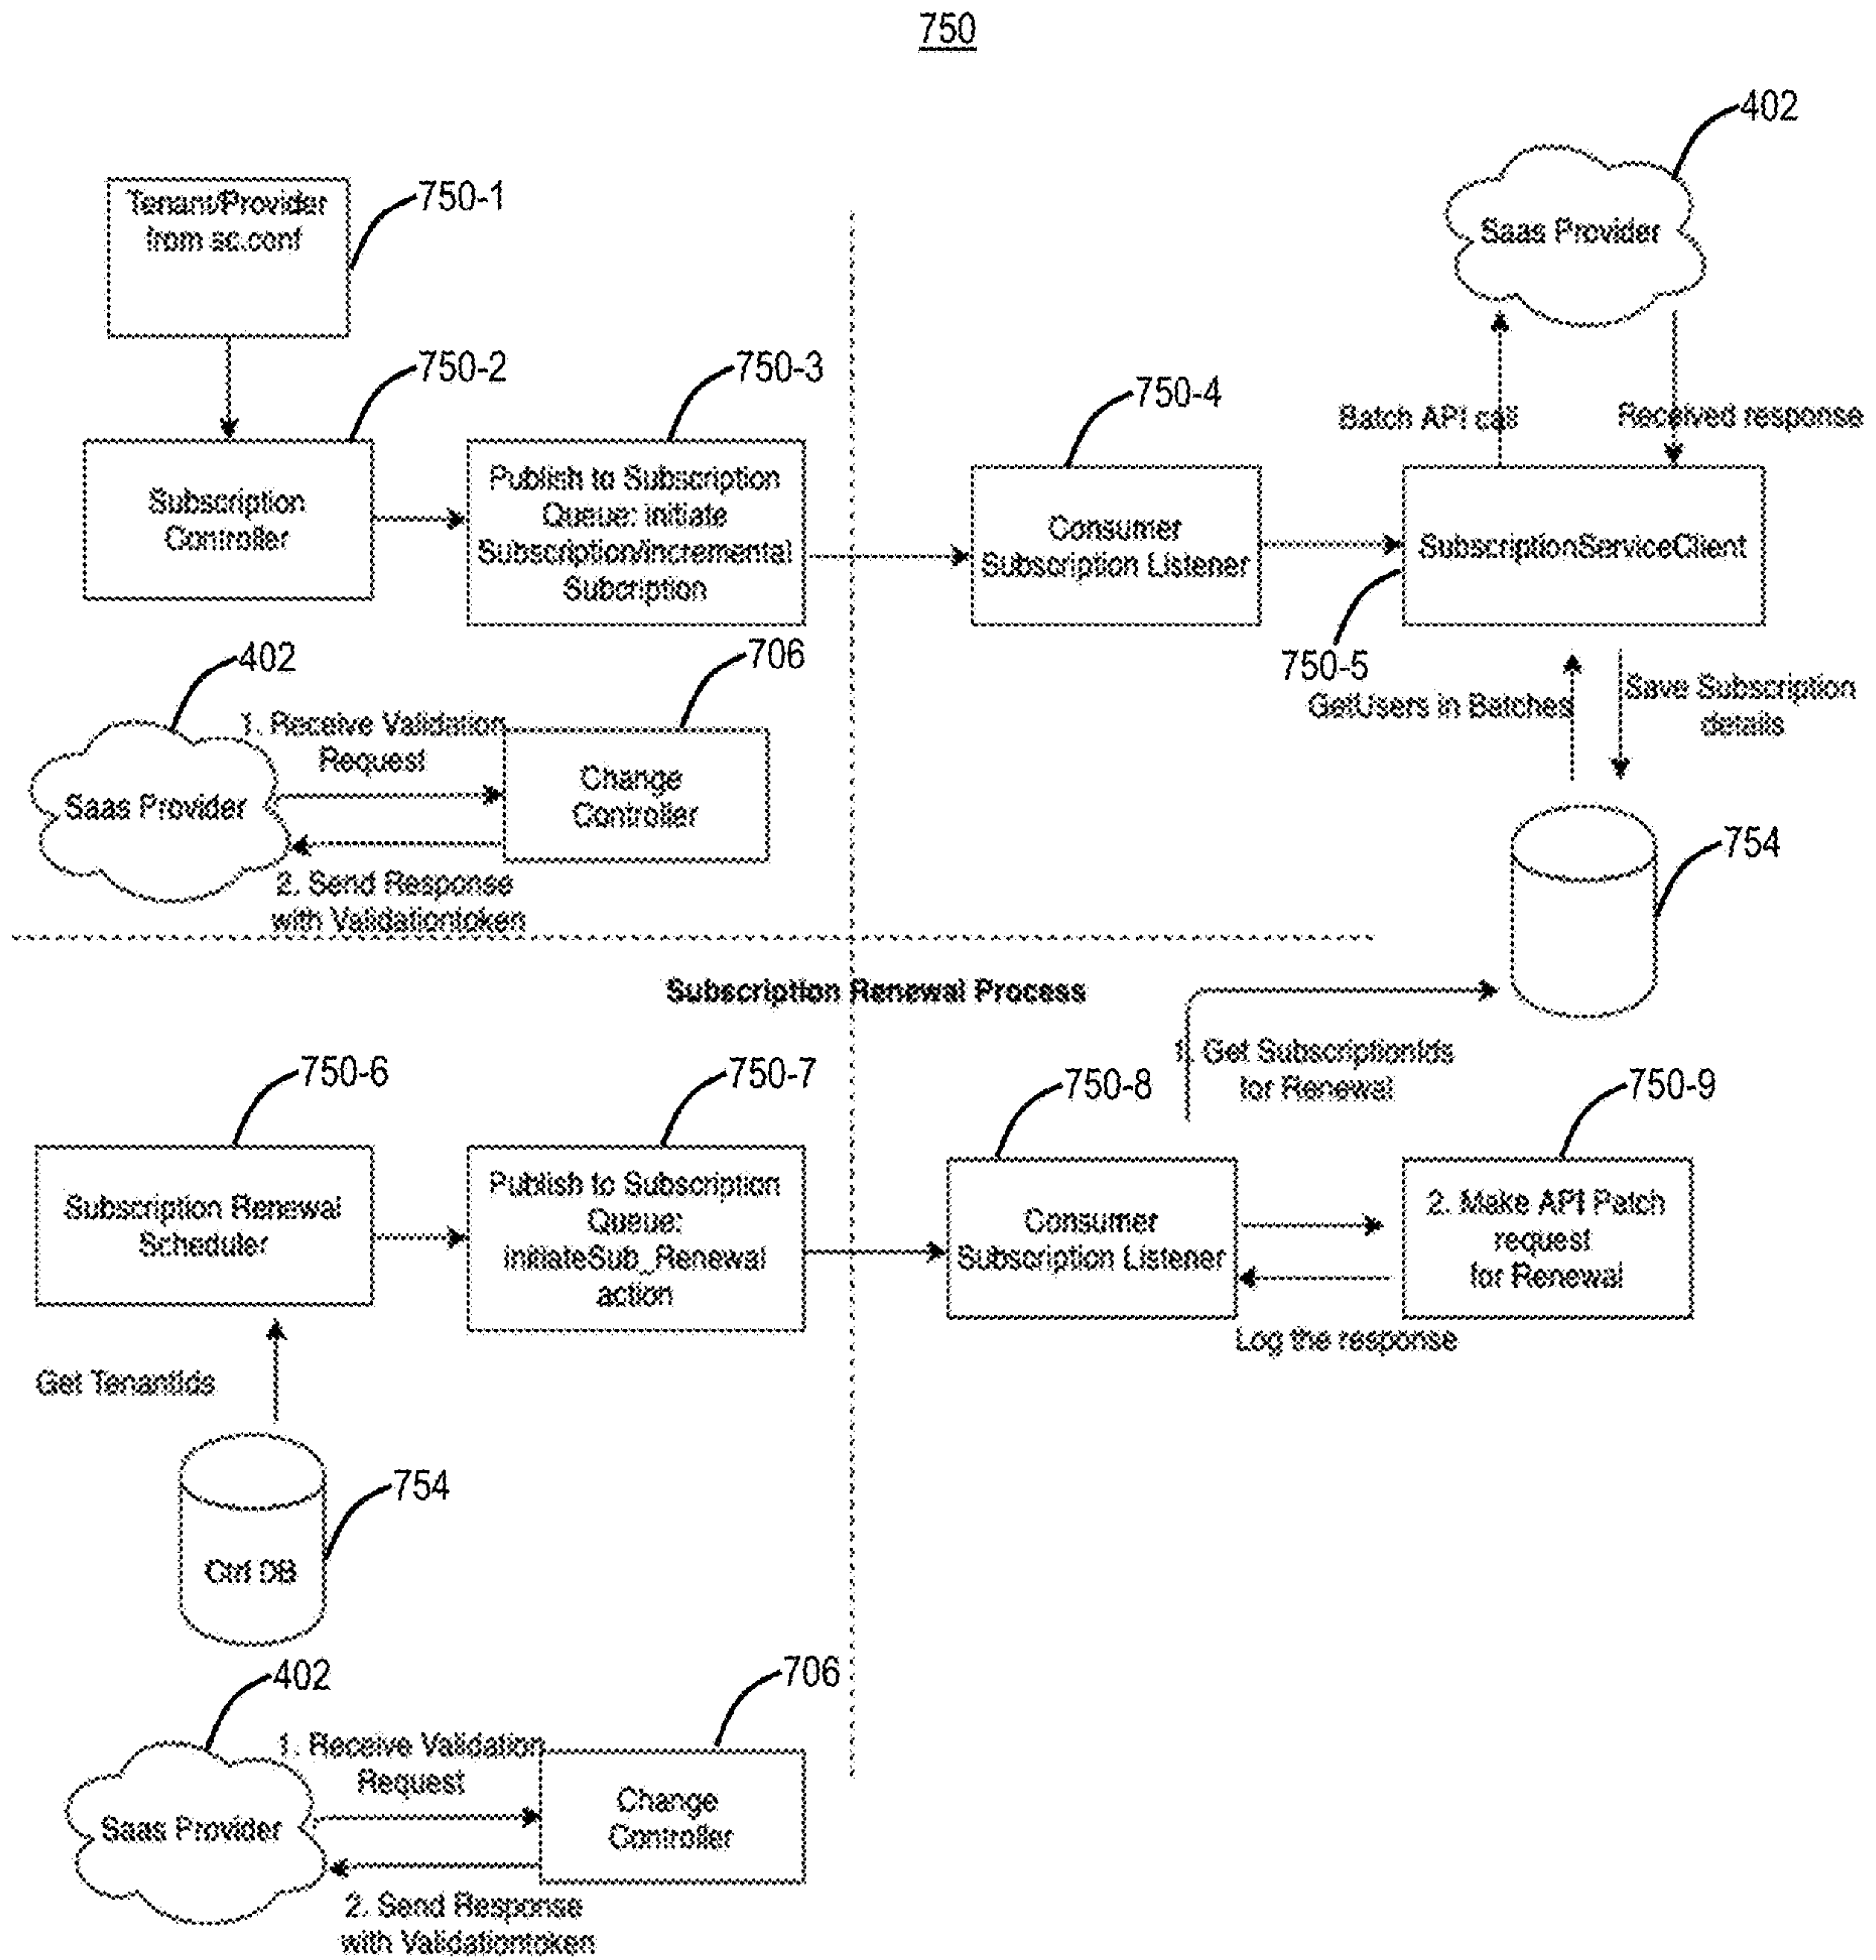 750
402
750-1
Tenant/Provider
from ac.conf
Saas Provider
750-2
750-3
750-4
Batch API call
Received response
Subscription
Controller
Publish to Subscription
Queue: initiate
Subscription/incremental
Subcription
Consumer
Subscription Listener
SubscriptionServiceClient
750-5
402
706
GetUsers in Batches
Save Subscription
details
1. Receive Validation
Request
Saas Provider
Change
Controller
2. Send Response
with Validationtoken
754
Subscription Renewal Process
1. Get SubscriptionIds
for Renewal
750-6
750-7
750-8
750-9
Subscription Renewal
Scheduler
Publish to Subscription
Queue:
initiateSub_Renewal
action
Consumer
Subscription Listener
2. Make API Patch
request
for Renewal
Log the response
Get TenantIds
754
Ctrl DB
402
706
1. Receive Validation
Request
Saas Provider
Change
Controller
2. Send Response
with Validationtoken